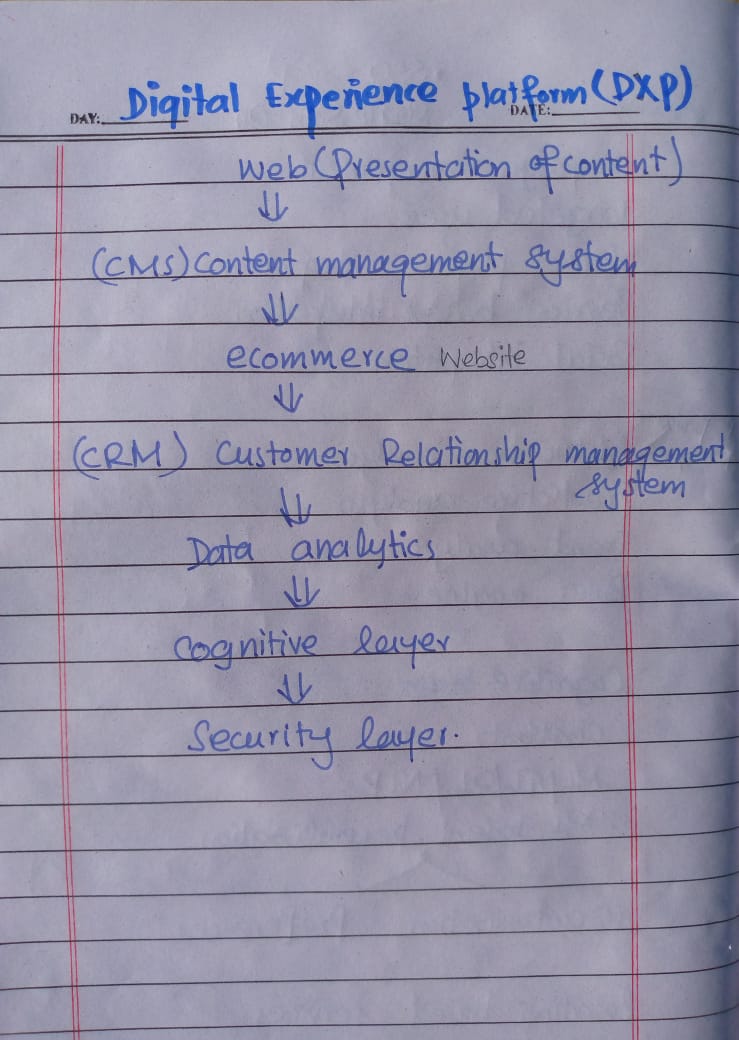 Digital Experience platform (DXP)
DAY: DATE:
Web (Presentation of content)
⇓
(CMS) Content management system
⇓
ecommerce Website
⇓
(CRM) Customer Relationship management
system
⇓
Data analytics
⇓
Cognitive layer
⇓
Security layer.